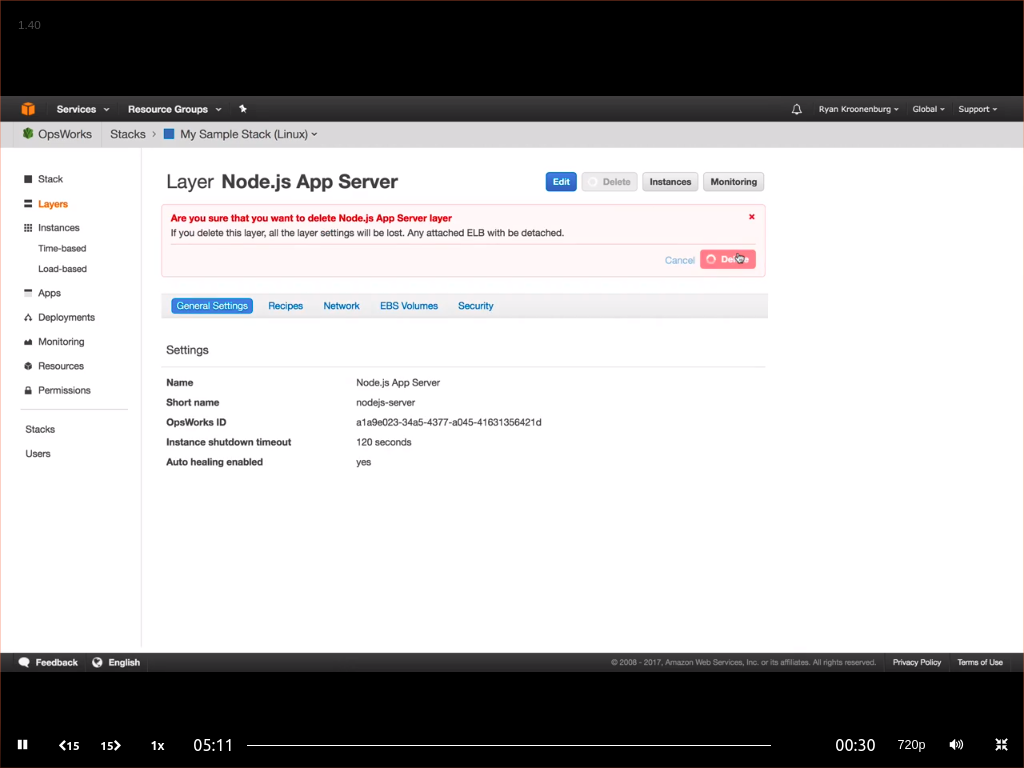 1.40
Services Resource Groups Ryan Kroonenburg Global Support
OpsWorks Stacks My Sample Stack (Linux)
Stack
Layers
Instances
Time-based
Load-based
Apps
Deployments
Monitoring
Resources
Permissions
Stacks
Users
Layer Node.js App Server
Edit Delete Instances Monitoring
Are you sure that you want to delete Node.js App Server layer
If you delete this layer, all the layer settings will be lost. Any attached ELB with be detached.
Cancel Delete
General Settings Recipes Network EBS Volumes Security
Settings
Name Node.js App Server
Short name nodejs-server
OpsWorks ID a1a9e023-34a5-4377-a045-41631356421d
Instance shutdown timeout 120 seconds
Auto healing enabled yes
Feedback English © 2008 - 2017, Amazon Web Services, Inc. or its affiliates. All rights reserved. Privacy Policy Terms of Use
15 15 1x 05:11 00:30 720p